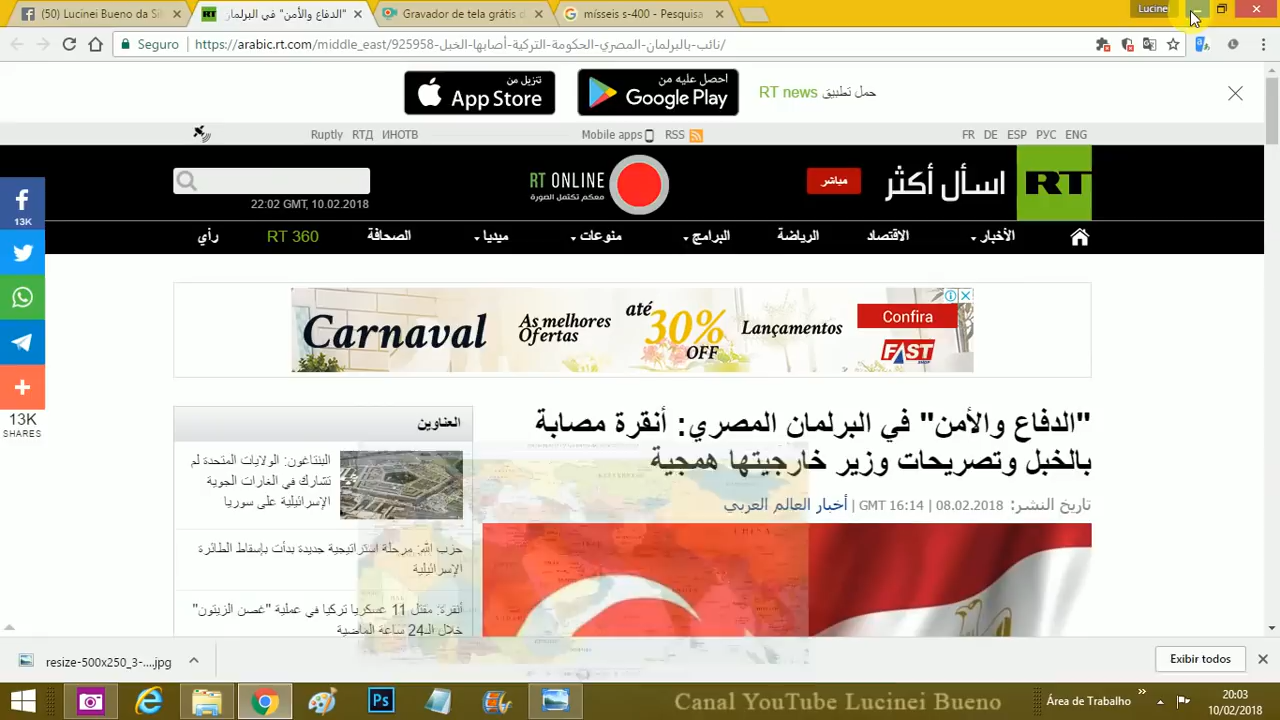 (50) Lucinei Bueno da Si
"الدفاع والأمن" في البرلمان
Gravador de tela grátis d
mísseis s-400 - Pesquisa
Lucine
Seguro
https://arabic.rt.com/middle_east/925958-نائب-بالبرلمان-المصري-الحكومة-التركية-أصابها-الخبل/
تنزيل من
App Store
احصل عليه من
Google Play
حمل تطبيق RT news
Ruptly RTД ИНОТВ
Mobile apps RSS
FR DE ESP РУС ENG
RT ONLINE
معكم تكتمل الصورة
مباشر
اسأل أكثر
RT
22:02 GMT, 10.02.2018
الأخبار
الاقتصاد
الرياضة
البرامج
منوعات
ميديا
الصحافة
RT 360
رأي
13K
13K
SHARES
Carnaval
As melhores
Ofertas
até
30%
OFF
Lançamentos
Confira
FAST
"الدفاع والأمن" في البرلمان المصري: أنقرة مصابة
بالخبل وتصريحات وزير خارجيتها همجية
تاريخ النشر: 08.02.2018 | 16:14 GMT | أخبار العالم العربي
العناوين
البنتاغون: الولايات المتحدة لم
تشارك في الغارات الجوية
الإسرائيلية على سوريا
حزب الله: مرحلة استراتيجية جديدة بدأت بإسقاط الطائرة
الإسرائيلية
أنقرة: مقتل 11 عسكريا تركيا في عملية "غصن الزيتون"
خلال الـ24 ساعة الماضية
resize-500x250_3-....jpg
Exibir todos
Ps
Canal YouTube Lucinei Bueno
Área de Trabalho
20:03
10/02/2018